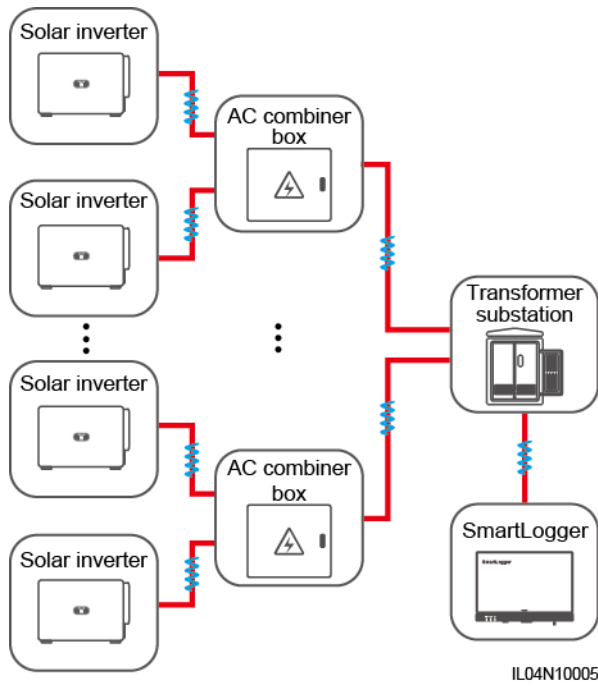 Solar inverter
AC combiner
box
Solar inverter
Transformer
substation
Solar inverter
AC combiner
box
SmartLogger
SmartLogger
Solar inverter
IL04N10005